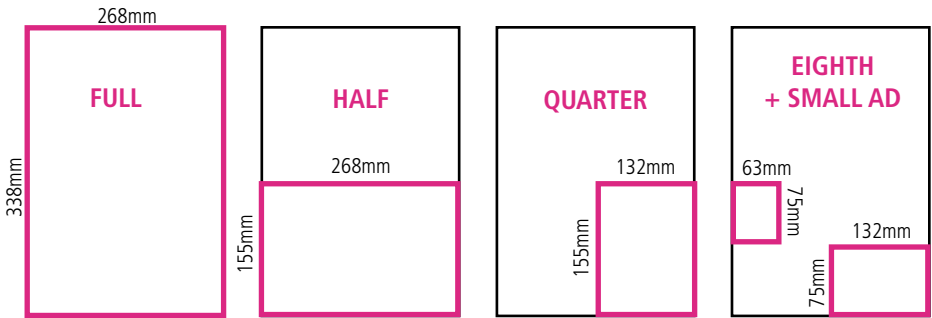 268mm
FULL
338mm
HALF
268mm
155mm
QUARTER
132mm
155mm
EIGHTH
+ SMALL AD
63mm
75mm
132mm
75mm